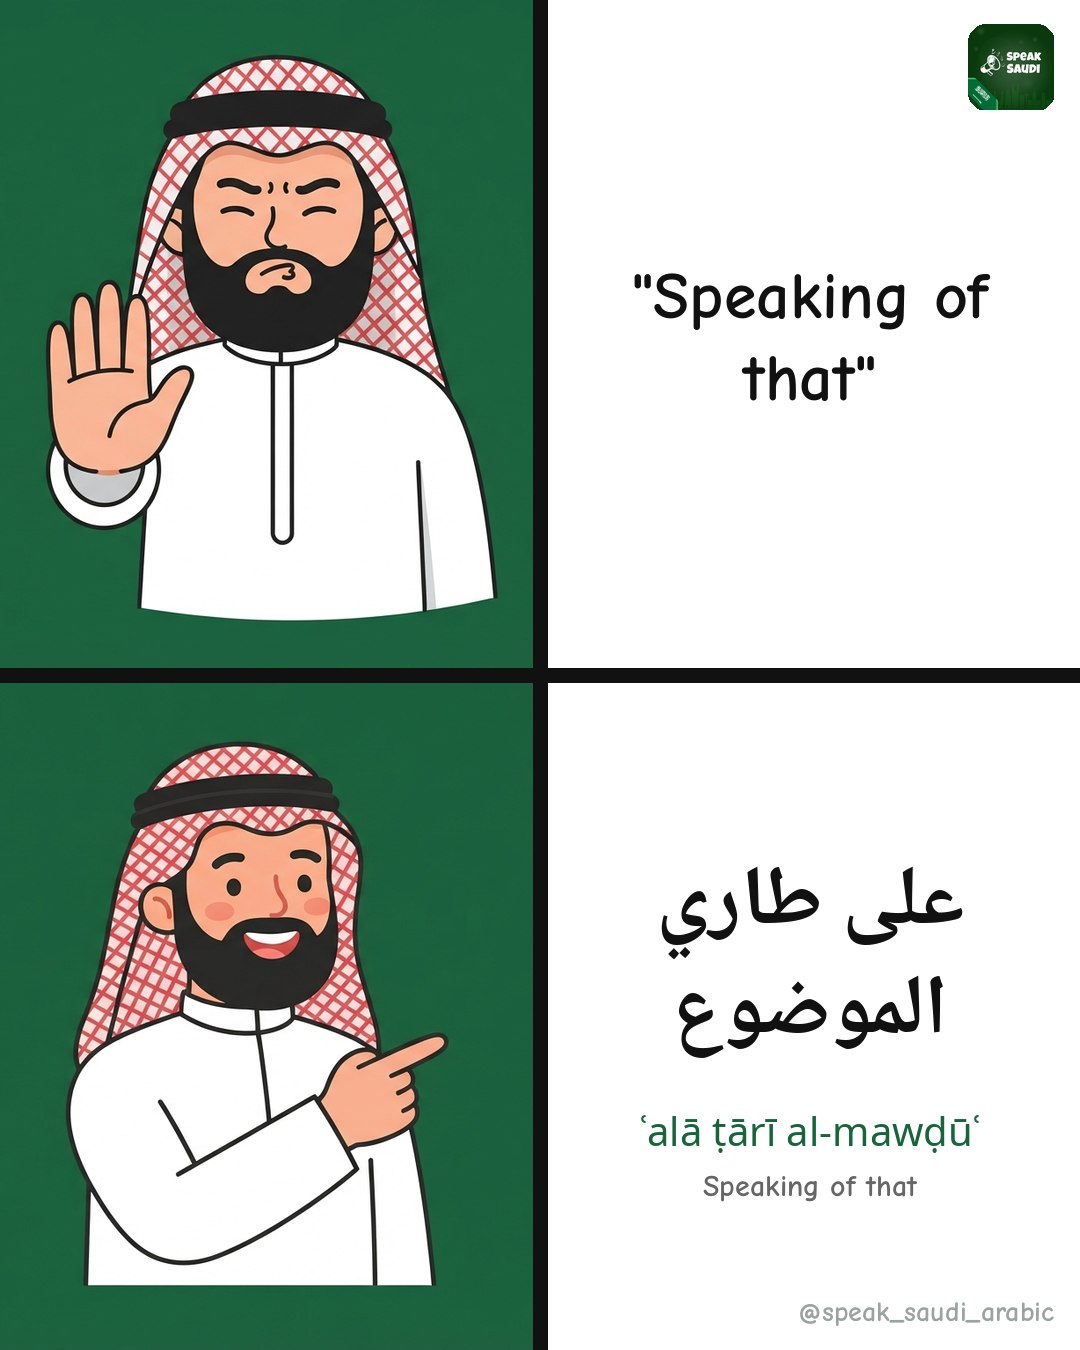 SPEAK
SAUDI
"Speaking of
that"
على طاري
الموضوع
ʿalā ṭārī al-mawḍūʿ
Speaking of that
@speak_saudi_arabic